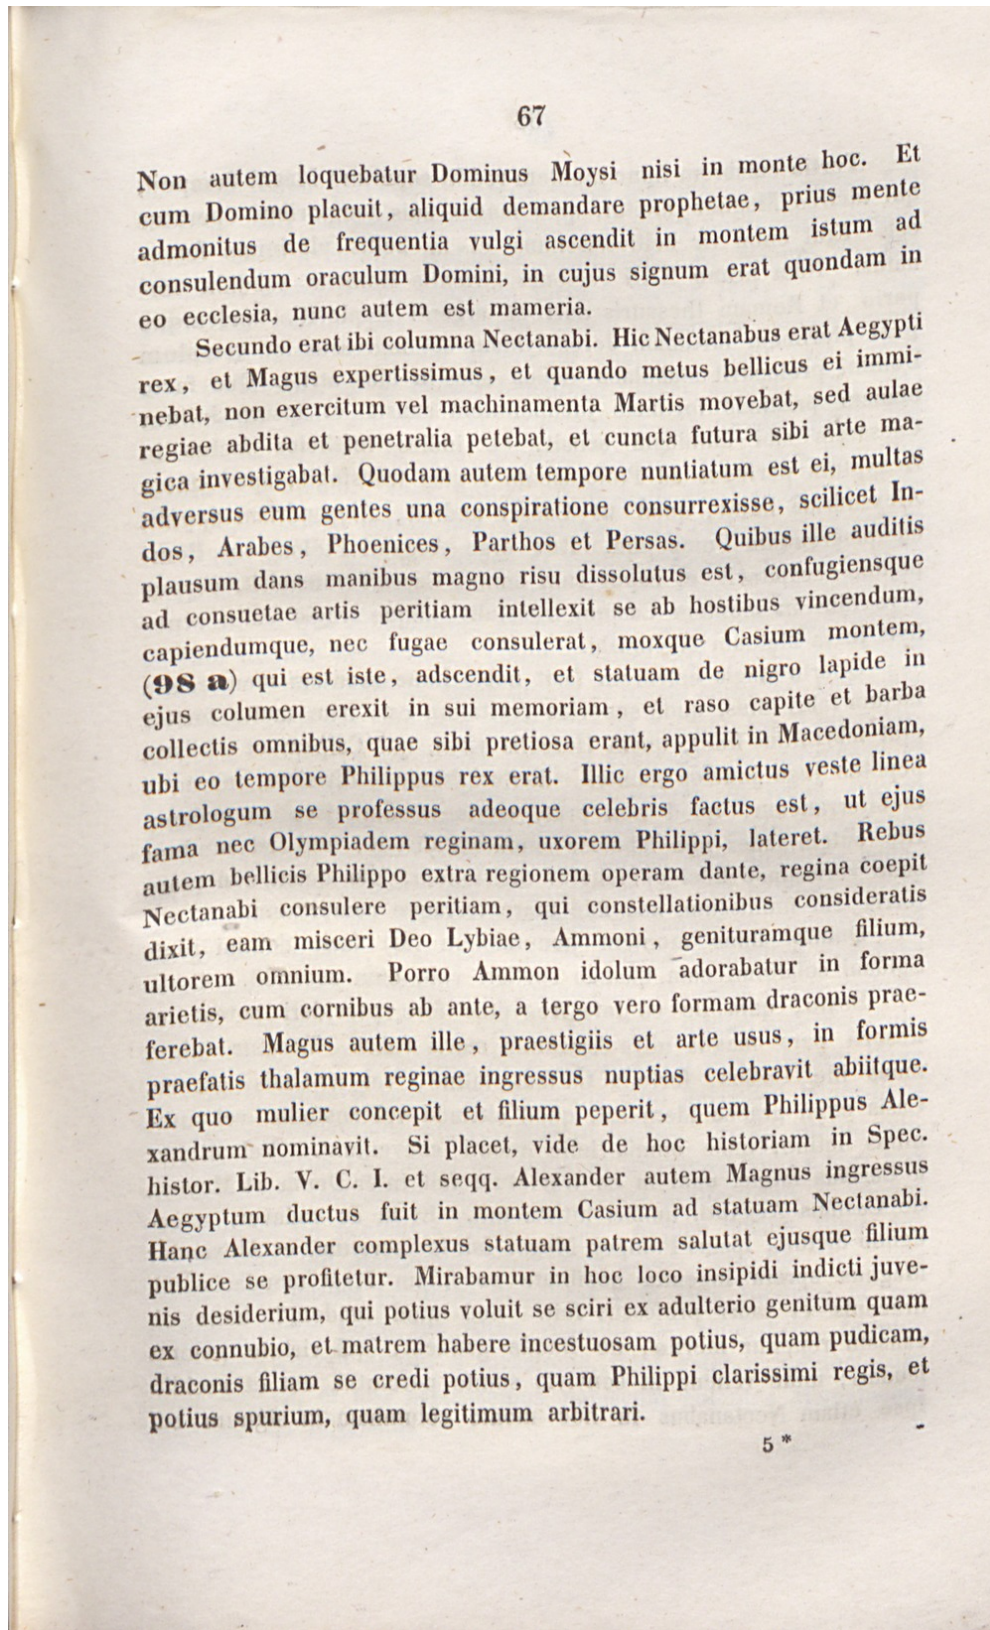 67
Non autem loquebatur Dominus Moysi nisi in monte hoc. Et
cum Domino placuit, aliquid demandare prophetae, prius mente
admonitus de frequentia vulgi ascendit in montem istum ad
consulendum oraculum Domini, in cujus signum erat quondam in
eo ecclesia, nunc autem est mameria.
Secundo erat ibi columna Nectanabi. Hic Nectanabus erat Aegypti
rex, et Magus expertissimus, et quando metus bellicus ei immi-
nebat, non exercitum vel machinamenta Martis movebat, sed aulae
regiae abdita et penetralia petebat, et cuncta futura sibi arte ma-
gica investigabat. Quodam autem tempore nuntiatum est ei, multas
adversus eum gentes una conspiratione consurrexisse, scilicet In-
dos, Arabes, Phoenices, Parthos et Persas. Quibus ille auditis
plausum dans manibus magno risu dissolutus est, confugiensque
ad consuetae artis peritiam intellexit se ab hostibus vincendum,
capiendumque, nec fugae consulerat, moxque Casium montem,
(98 a) qui est iste, adscendit, et statuam de nigro lapide in
ejus columen erexit in sui memoriam, et raso capite et barba
collectis omnibus, quae sibi pretiosa erant, appulit in Macedoniam,
ubi eo tempore Philippus rex erat. Illic ergo amictus veste linea
astrologum se professus adeoque celebris factus est, ut ejus
fama nec Olympiadem reginam, uxorem Philippi, lateret. Rebus
autem bellicis Philippo extra regionem operam dante, regina coepit
Nectanabi consulere peritiam, qui constellationibus consideratis
dixit, eam misceri Deo Lybiae, Ammoni, genituramque filium,
ultorem omnium. Porro Ammon idolum adorabatur in forma
arietis, cum cornibus ab ante, a tergo vero formam draconis prae-
ferebat. Magus autem ille, praestigiis et arte usus, in formis
praefatis thalamum reginae ingressus nuptias celebravit abiitque.
Ex quo mulier concepit et filium peperit, quem Philippus Ale-
xandrum nominavit. Si placet, vide de hoc historiam in Spec.
histor. Lib. V. C. I. et seqq. Alexander autem Magnus ingressus
Aegyptum ductus fuit in montem Casium ad statuam Nectanabi.
Hanc Alexander complexus statuam patrem salutat ejusque filium
publice se profitetur. Mirabamur in hoc loco insipidi indicti juve-
nis desiderium, qui potius voluit se sciri ex adulterio genitum quam
ex connubio, et matrem habere incestuosam potius, quam pudicam,
draconis filiam se credi potius, quam Philippi clarissimi regis, et
potius spurium, quam legitimum arbitrari.
5 *